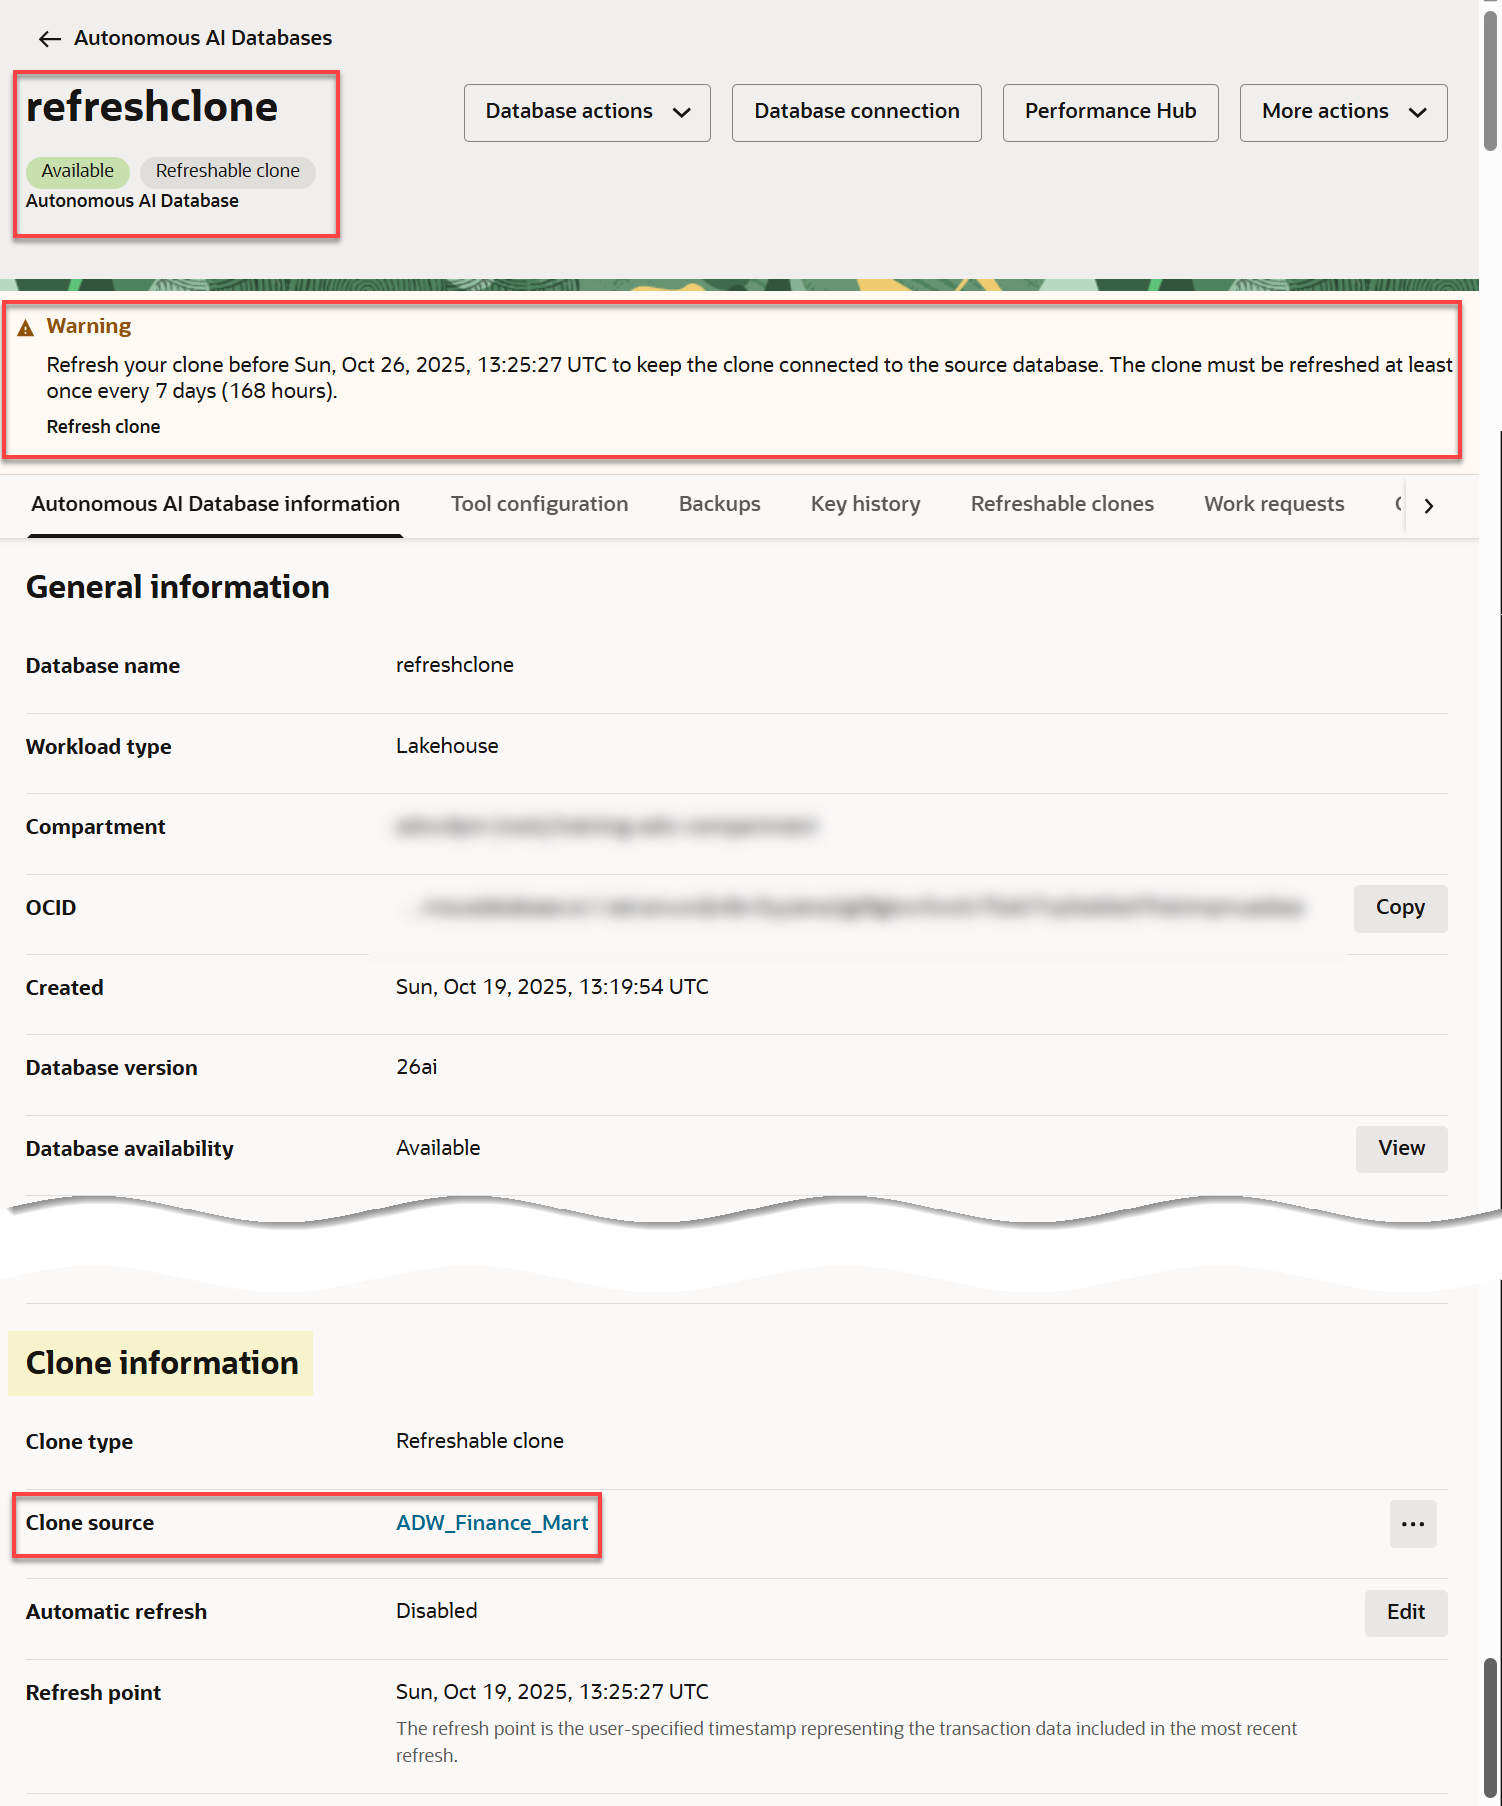 Autonomous AI Databases
refreshclone
Database actions
Database connection
Performance Hub
More actions
Available
Refreshable clone
Autonomous AI Database
Warning
Refresh your clone before Sun, Oct 26, 2025, 13:25:27 UTC to keep the clone connected to the source database. The clone must be refreshed at least
once every 7 days (168 hours).
Refresh clone
Autonomous AI Database information
Tool configuration
Backups
Key history
Refreshable clones
Work requests
General information
Database name
refreshclone
Workload type
Lakehouse
Compartment
OCID
Copy
Created
Sun, Oct 19, 2025, 13:19:54 UTC
Database version
26ai
Database availability
Available
View
Clone information
Clone type
Refreshable clone
Clone source
ADW_Finance_Mart
Automatic refresh
Disabled
Edit
Refresh point
Sun, Oct 19, 2025, 13:25:27 UTC
The refresh point is the user-specified timestamp representing the transaction data included in the most recent
refresh.